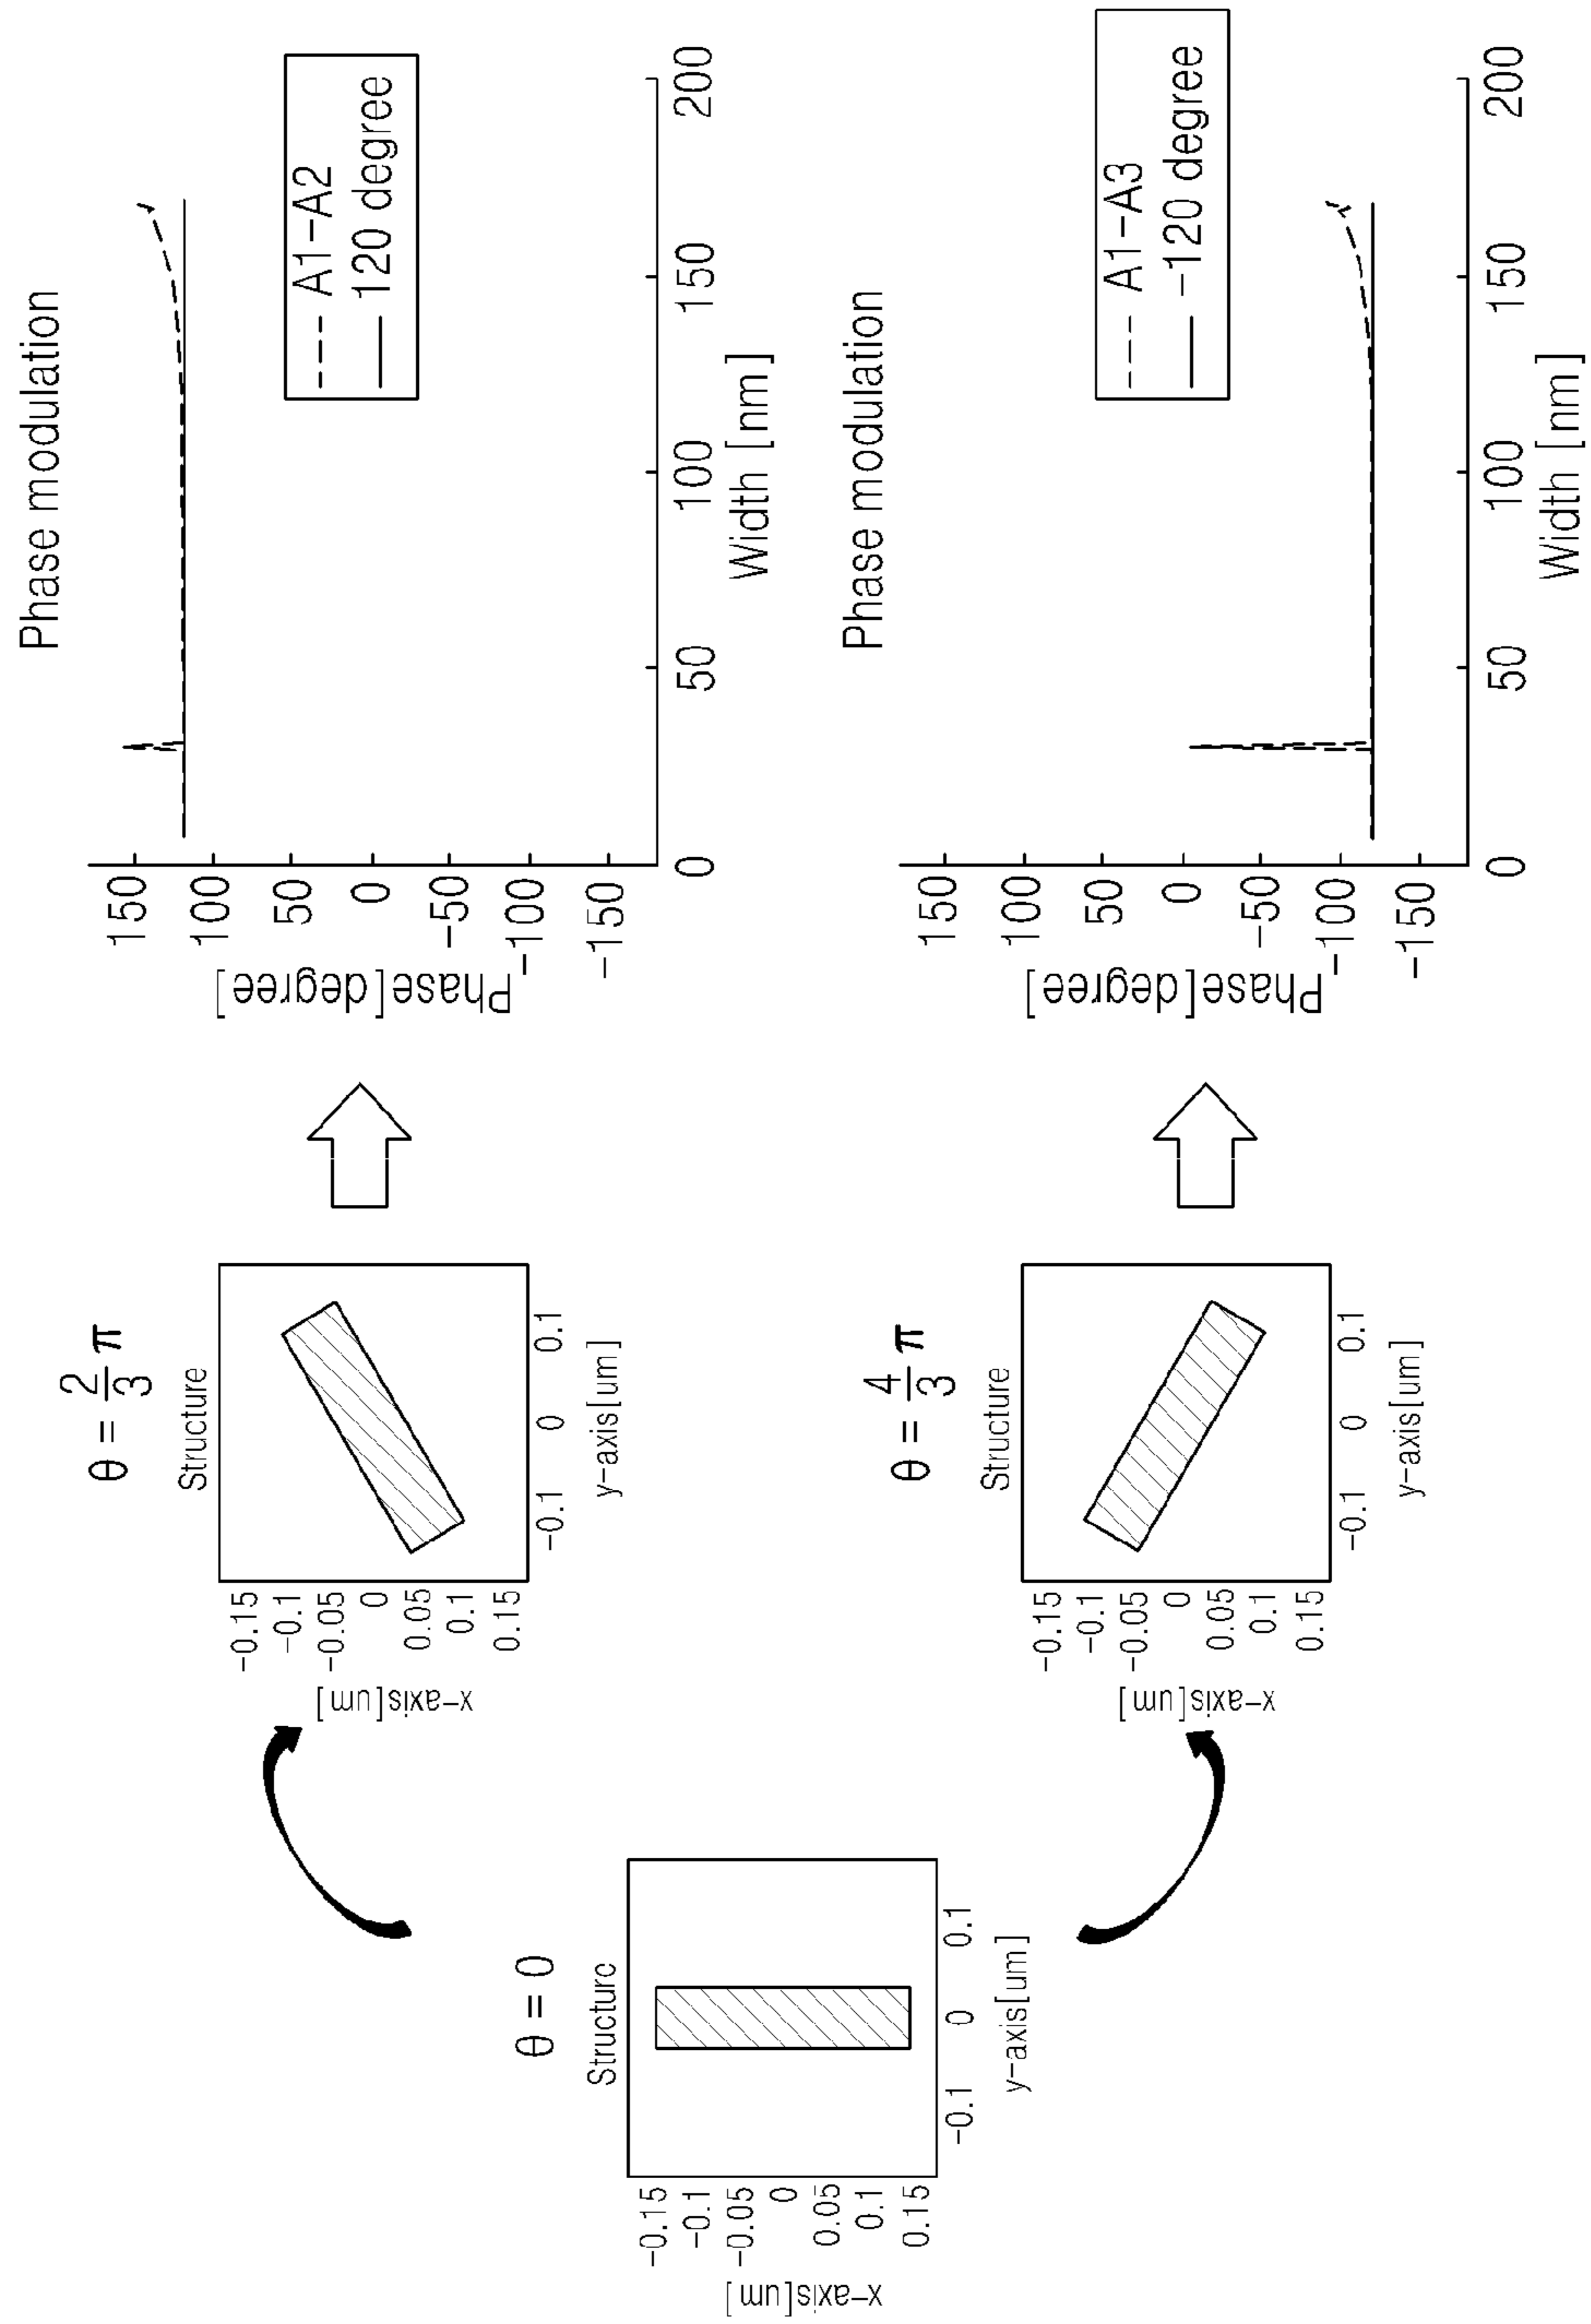 θ = 0
Structure
-0.15
-0.1
-0.05
0
0.05
0.1
0.15
x-axis[um]
-0.1 0 0.1
y-axis[um]
θ = 2/3 π
Structure
-0.15
-0.1
-0.05
0
0.05
0.1
0.15
x-axis[um]
-0.1 0 0.1
y-axis[um]
Phase modulation
150
100
50
0
-50
-100
-150
Phase[degree]
A1-A2
120 degree
0 50 100 150 200
Width [nm]
θ = 4/3 π
Structure
-0.15
-0.1
-0.05
0
0.05
0.1
0.15
x-axis[um]
-0.1 0 0.1
y-axis[um]
Phase modulation
150
100
50
0
-50
-100
-150
Phase[degree]
A1-A3
-120 degree
0 50 100 150 200
Width [nm]